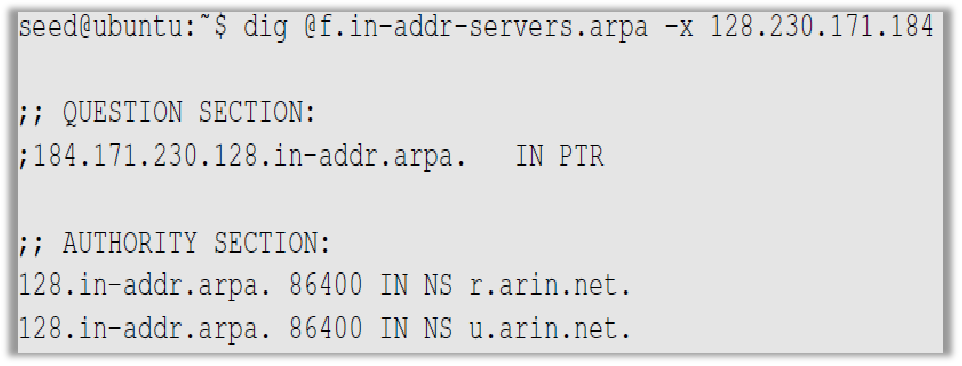 seed@ubuntu:~$ dig @f.in-addr-servers.arpa -x 128.230.171.184
;; QUESTION SECTION:
;184.171.230.128.in-addr.arpa. IN PTR
;; AUTHORITY SECTION:
128.in-addr.arpa. 86400 IN NS r.arin.net.
128.in-addr.arpa. 86400 IN NS u.arin.net.